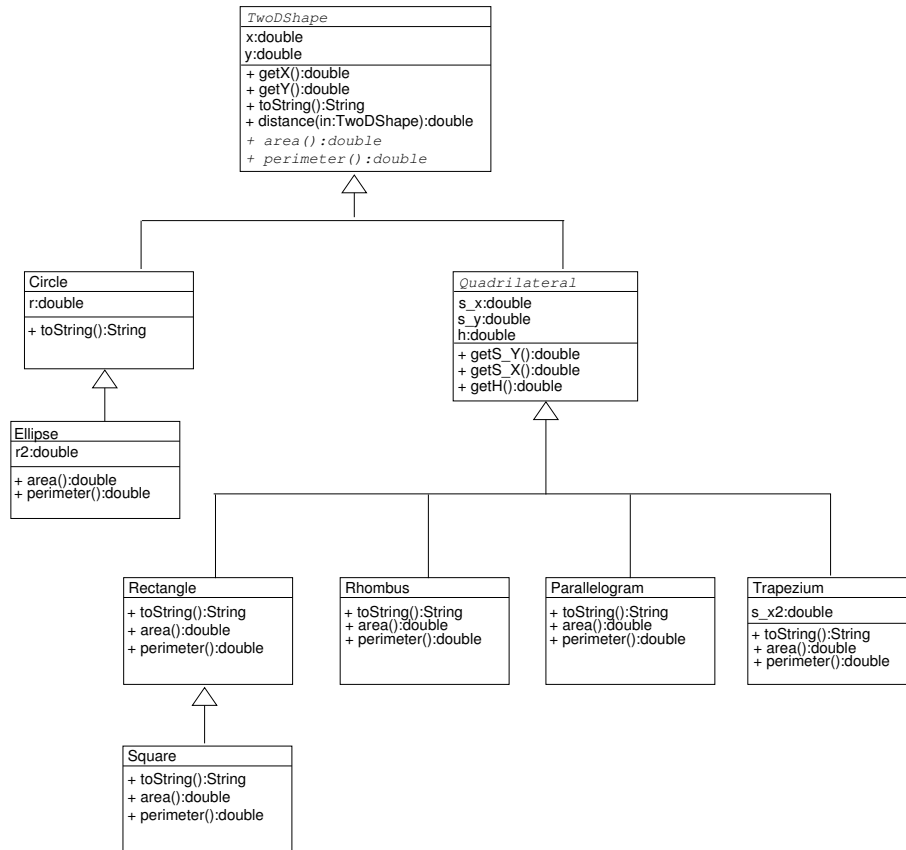 TwoDShape
x:double
y:double
+ getX():double
+ getY():double
+ toString():String
+ distance(in:TwoDShape):double
+ area():double
+ perimeter():double
Circle
r:double
+ toString():String
Quadrilateral
s_x:double
s_y:double
h:double
+ getS_Y():double
+ getS_X():double
+ getH():double
Ellipse
r2:double
+ area():double
+ perimeter():double
Rectangle
+ toString():String
+ area():double
+ perimeter():double
Rhombus
+ toString():String
+ area():double
+ perimeter():double
Parallelogram
+ toString():String
+ area():double
+ perimeter():double
Trapezium
s_x2:double
+ toString():String
+ area():double
+ perimeter():double
Square
+ toString():String
+ area():double
+ perimeter():double